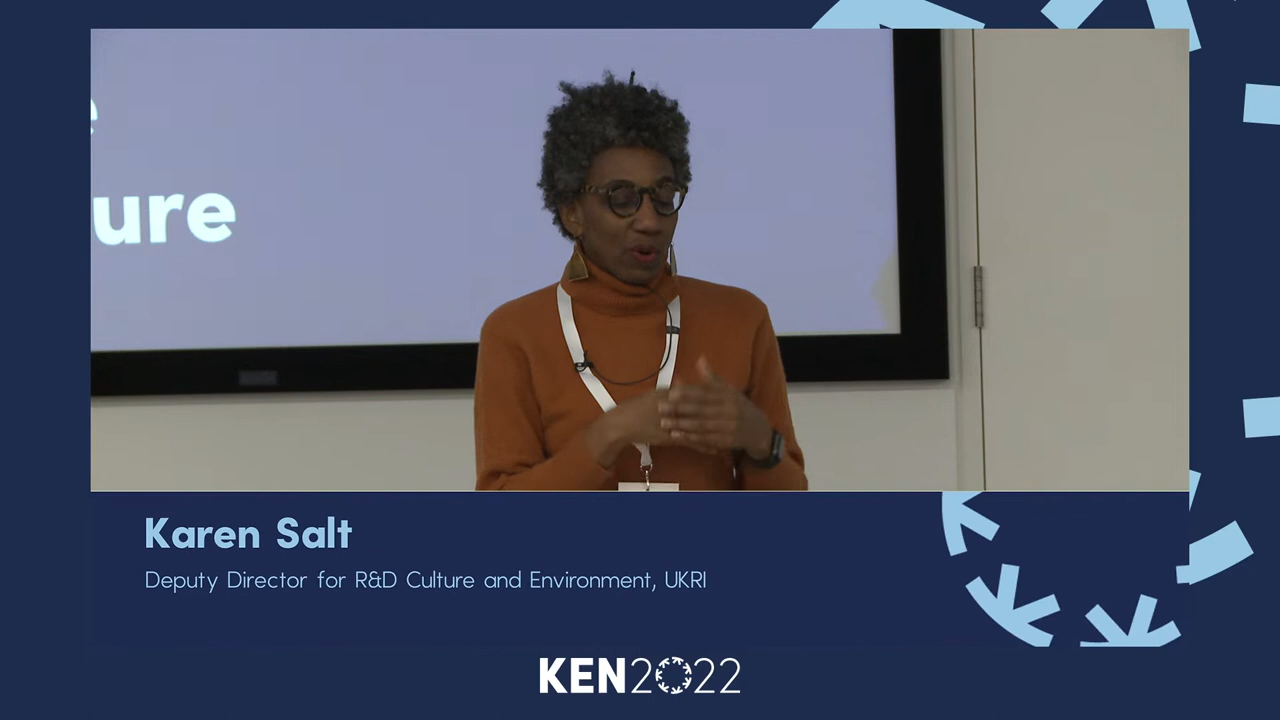 ure
Karen Salt
Deputy Director for R&D Culture and Environment, UKRI
KEN2022